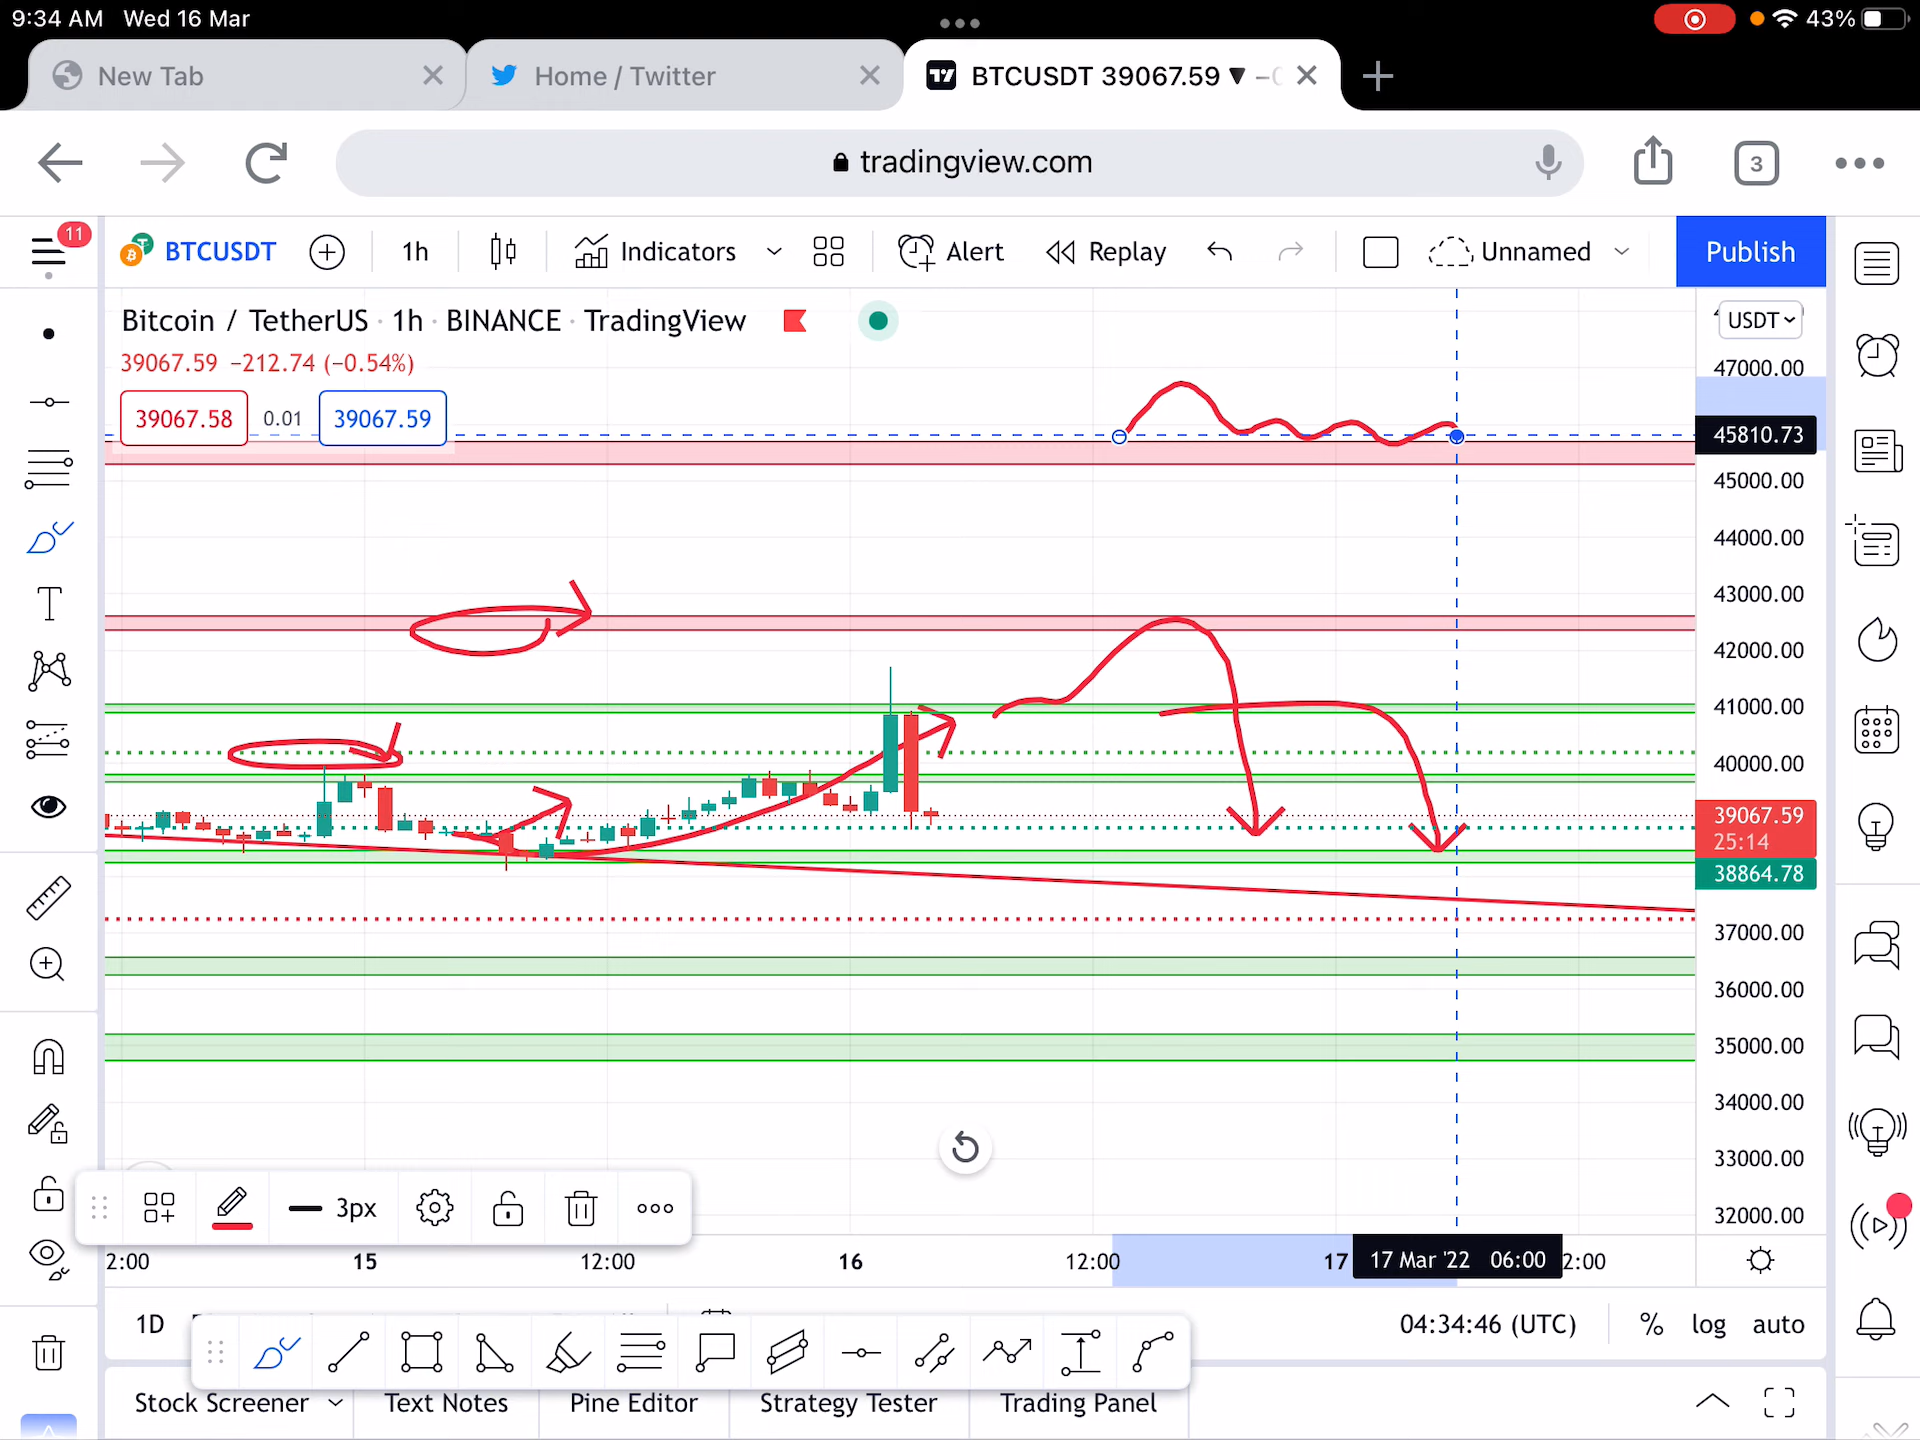 9:34 AM Wed 16 Mar
43%
New Tab
Home / Twitter
BTCUSDT 39067.59 ▼
tradingview.com
3
11
BTCUSDT
1h
Indicators
Alert
Replay
Unnamed
Publish
Bitcoin / TetherUS · 1h · BINANCE · TradingView
USDT
39067.59 −212.74 (−0.54%)
39067.58
0.01
39067.59
47000.00
45810.73
45000.00
44000.00
43000.00
42000.00
41000.00
40000.00
39067.59
25:14
38864.78
37000.00
36000.00
35000.00
34000.00
33000.00
32000.00
3px
2:00
15
12:00
16
12:00
17
17 Mar '22 06:00
2:00
1D
04:34:46 (UTC)
%
log
auto
Stock Screener
Text Notes
Pine Editor
Strategy Tester
Trading Panel